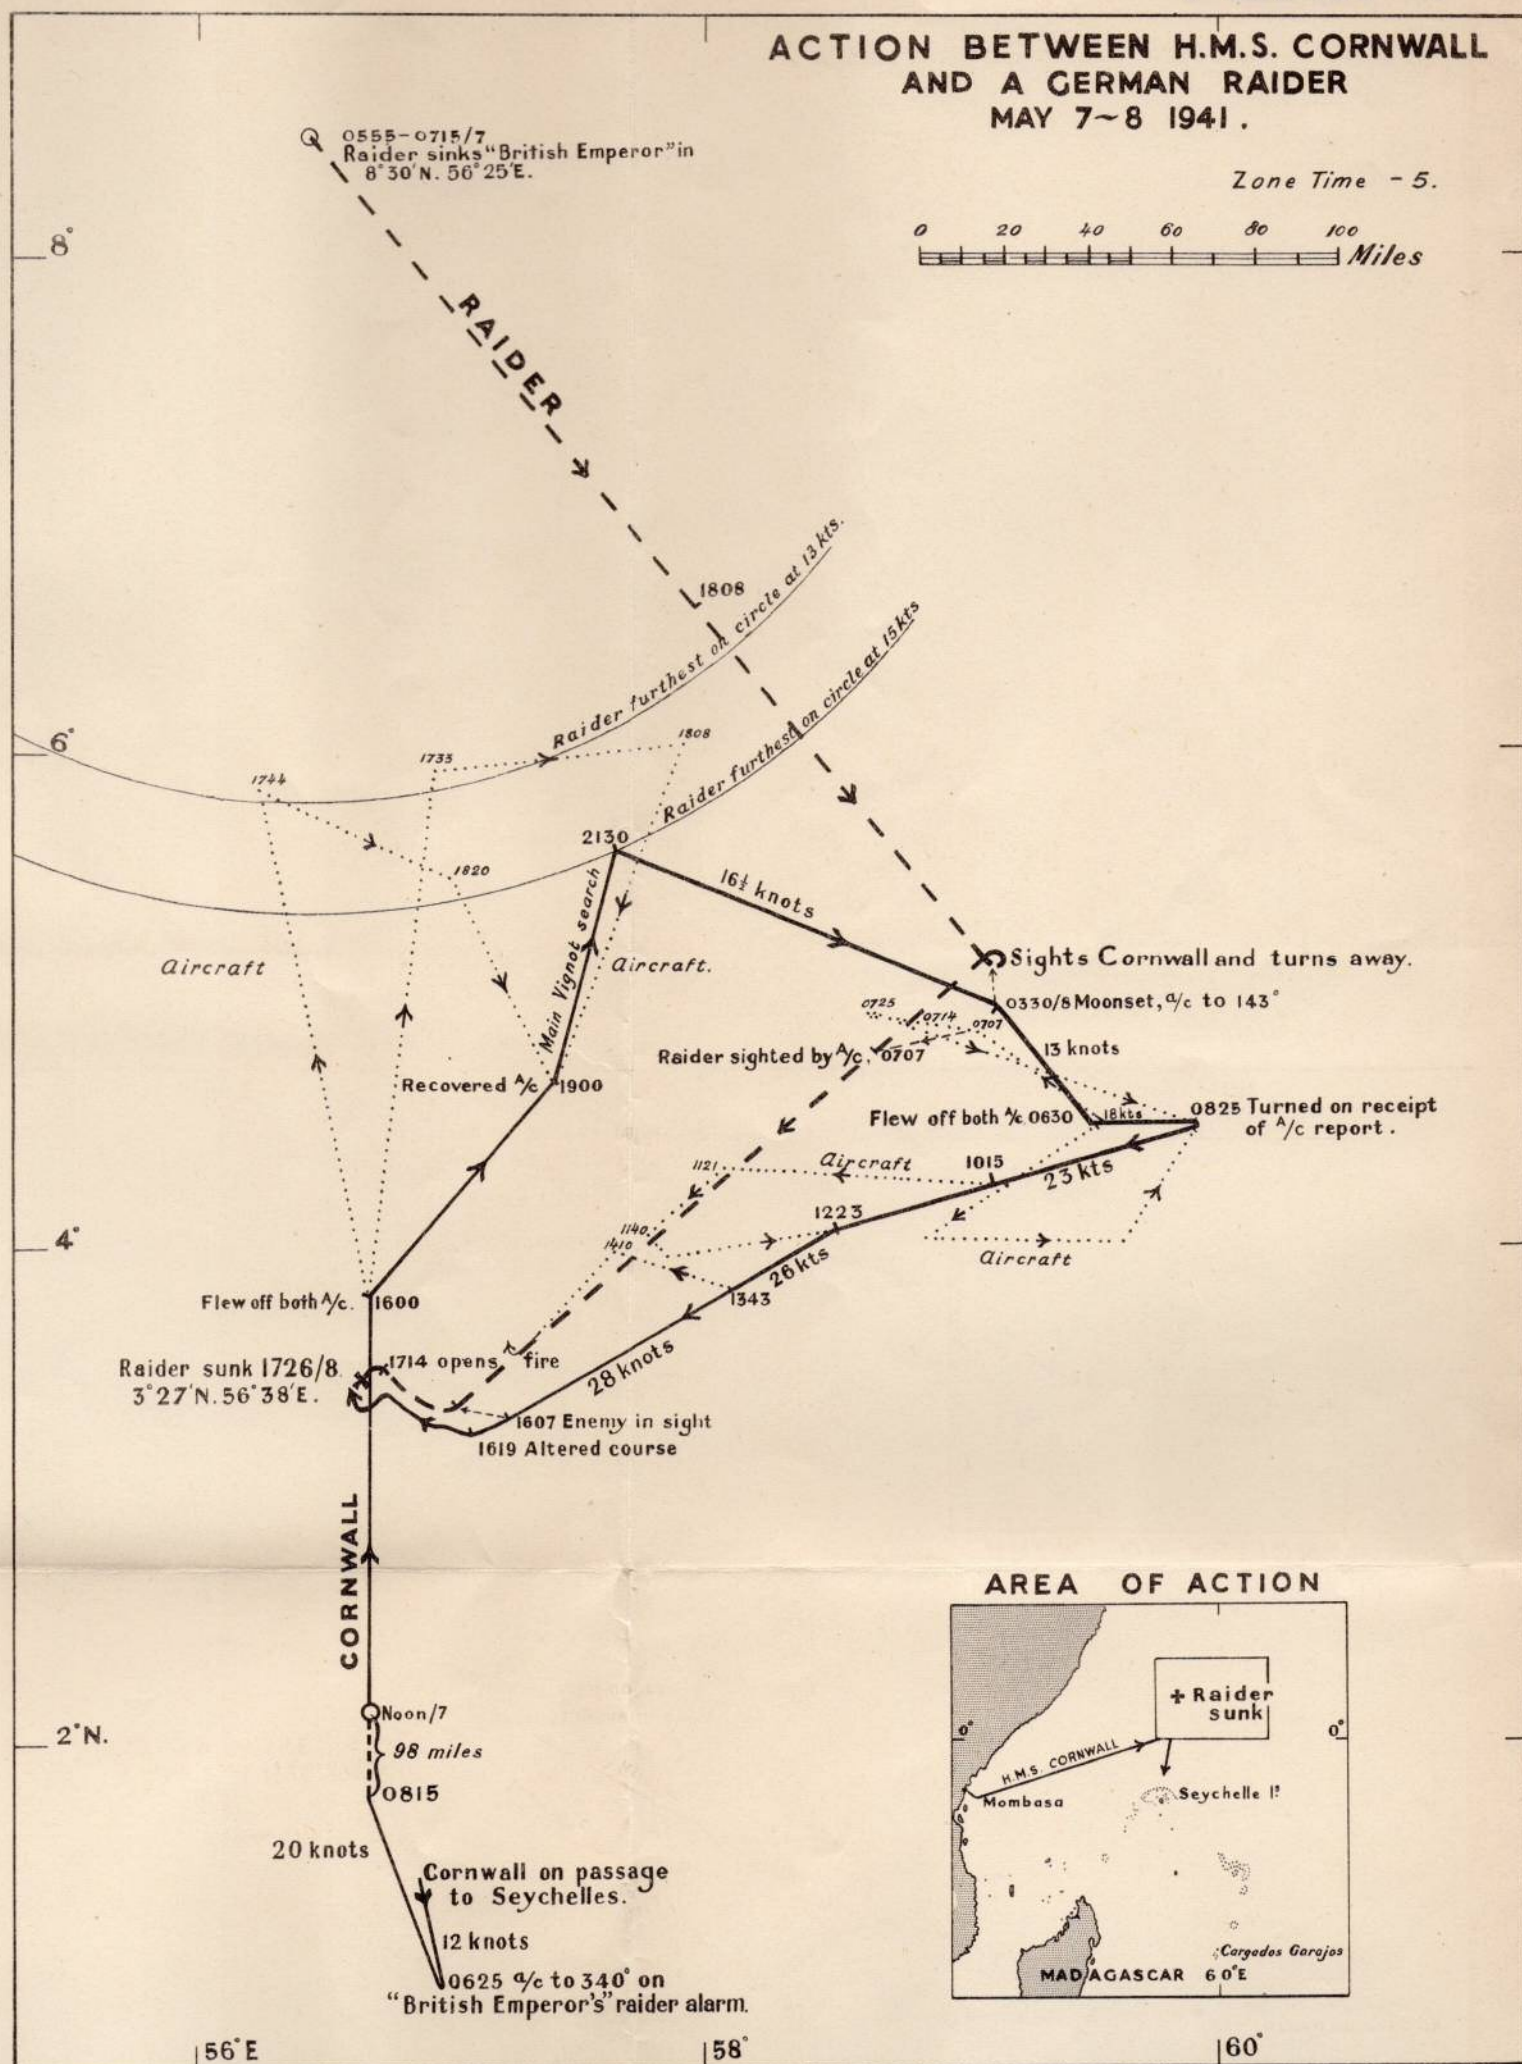 ACTION BETWEEN H.M.S. CORNWALL
AND A GERMAN RAIDER
MAY 7~8 1941.
Zone Time - 5.
0 20 40 60 80 100
Miles
0555-0715/7
Raider sinks "British Emperor" in
8°30'N. 56°25'E.
8°
RAIDER
1808
Raider furthest on circle at 13 kts.
Raider furthest on circle at 15 kts
6°
1744
1733
1808
1820
2130
16½ knots
Main Vignot search
Aircraft
Aircraft.
Sights Cornwall and turns away.
0330/8 Moonset, a/c to 143°
0725
0714
0707
Raider sighted by A/c. 0707
13 knots
Recovered A/c 1900
Flew off both A/c 0630
18 kts
0825 Turned on receipt
of A/c report.
1121
Aircraft
1015
23 kts
1223
1140
1410
4°
Aircraft
26 kts
1343
Flew off both A/c. 1600
Raider sunk 1726/8
3°27'N. 56°38'E.
1714 opens fire
28 knots
1607 Enemy in sight
1619 Altered course
CORNWALL
Noon/7
2°N.
98 miles
0815
20 knots
Cornwall on passage
to Seychelles.
12 knots
0625 a/c to 340° on
"British Emperor's" raider alarm.
AREA OF ACTION
+ Raider
sunk
0°
0°
H.M.S. CORNWALL
Mombasa
Seychelle Is
Cargados Garajos
MADAGASCAR 60°E
56°E
58°
60°